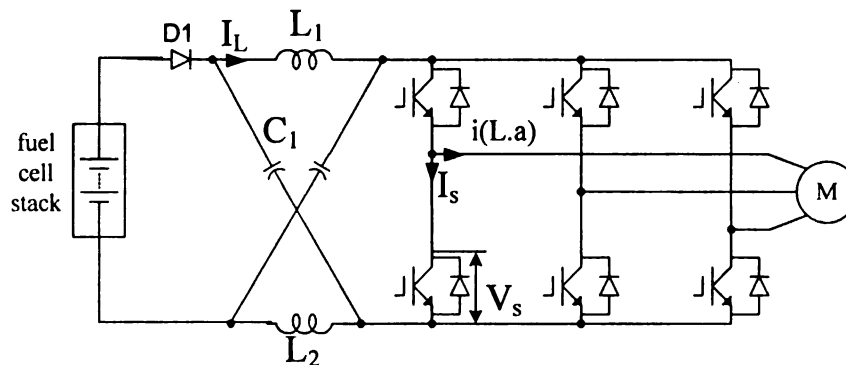 D1
I_L
L_1
fuel
cell
stack
C_1
i(L.a)
I_s
M
V_s
L_2